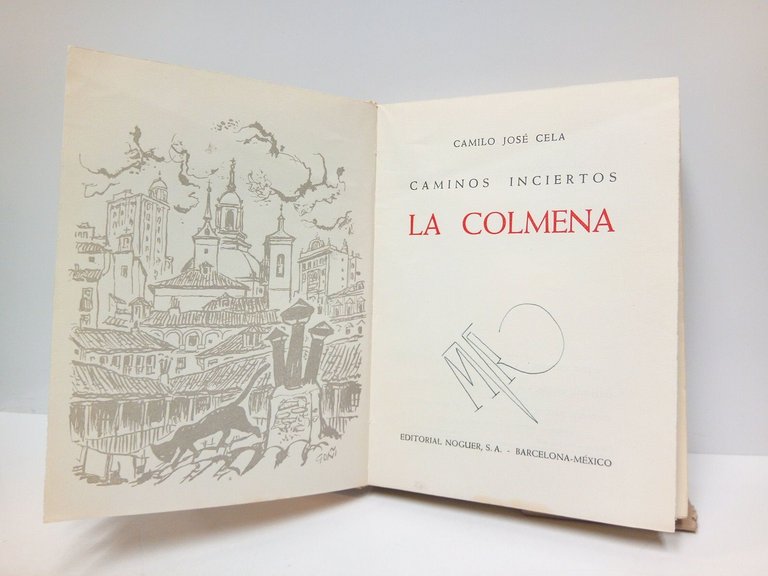 CAMILO JOSÉ CELA
CAMINOS INCIERTOS
LA COLMENA
EDITORIAL NOGUER, S. A. - BARCELONA-MÉXICO